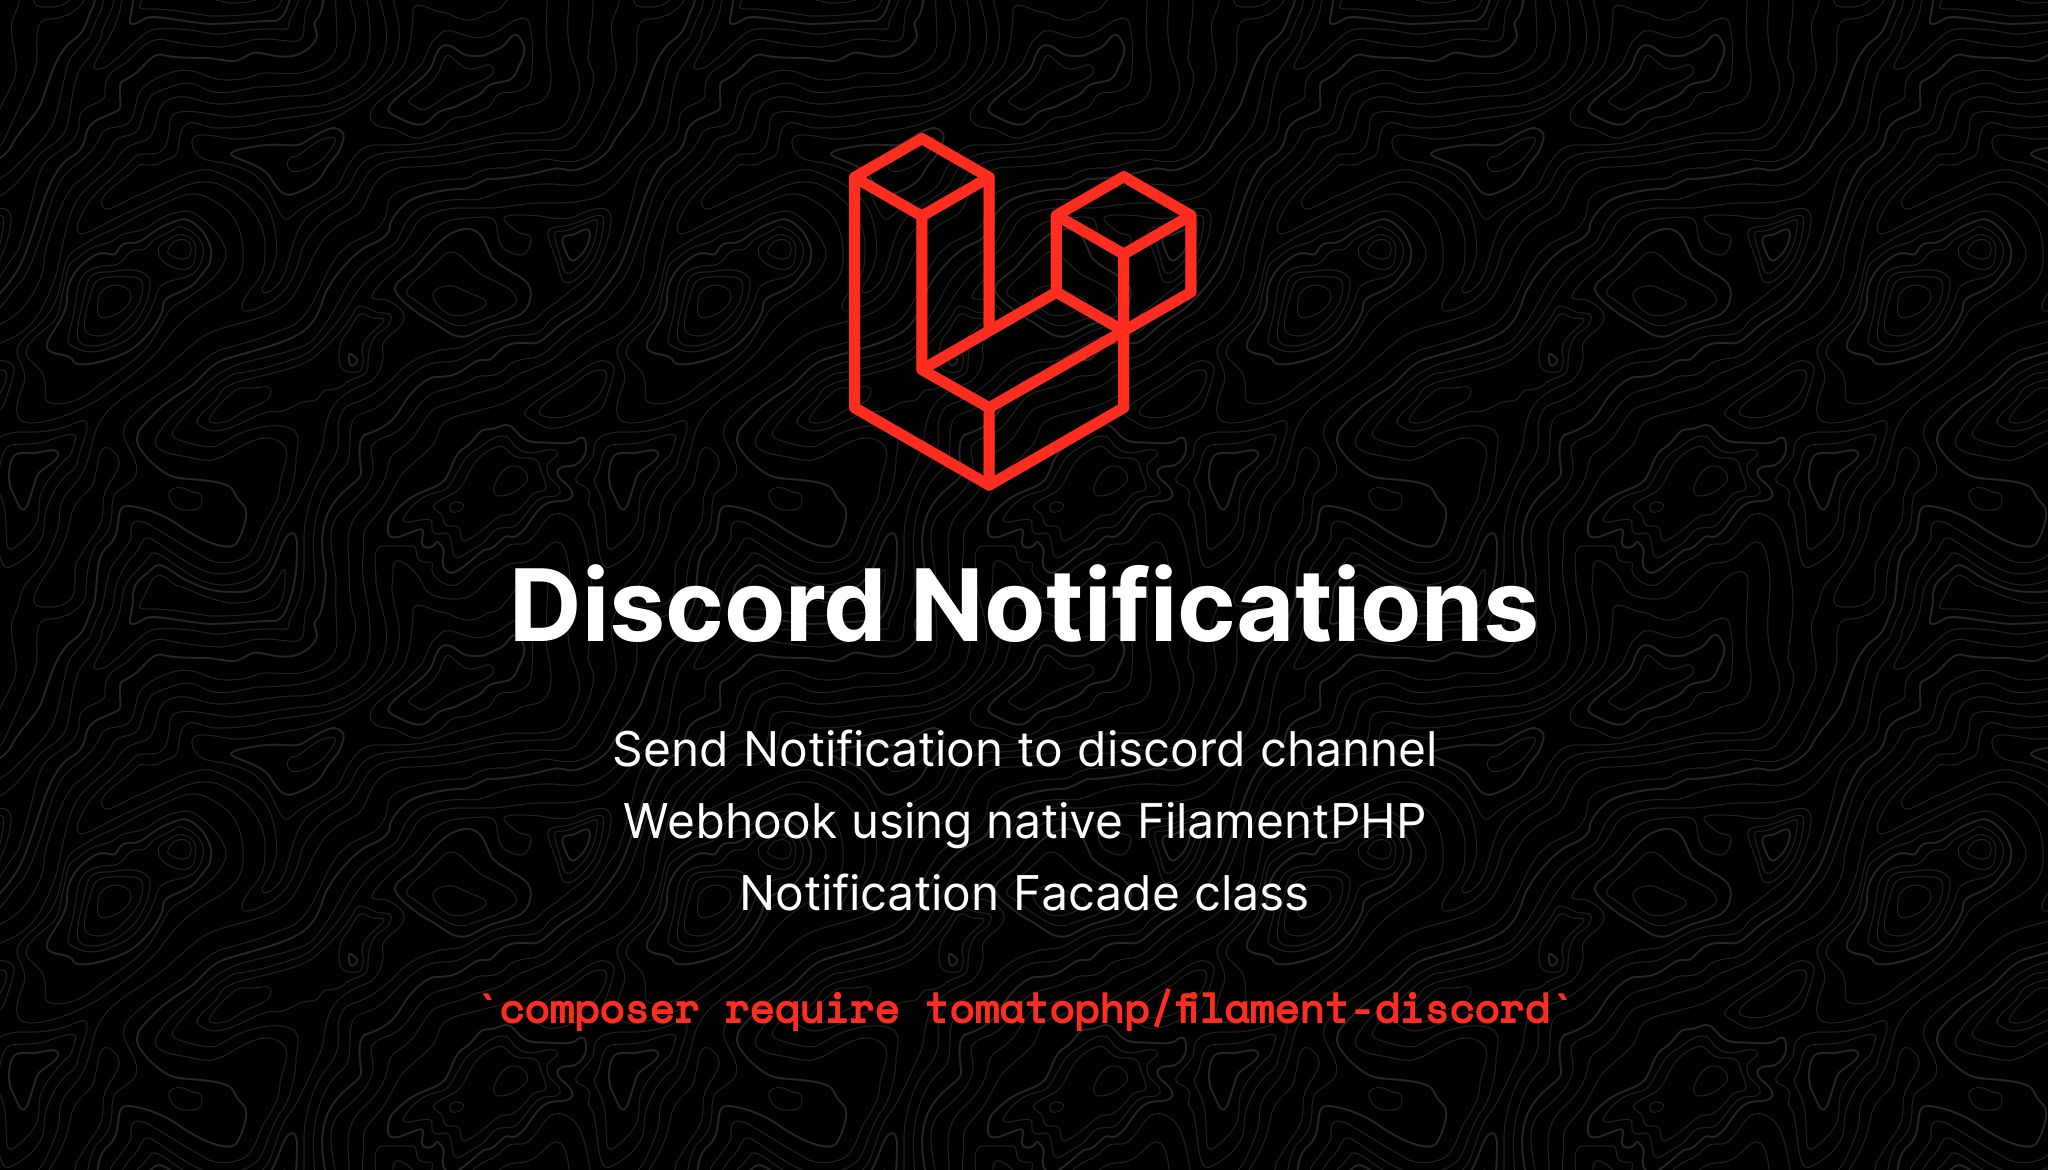 Discord Notifications
Send Notification to discord channel
Webhook using native FilamentPHP
Notification Facade class
`composer require tomatophp/filament-discord`